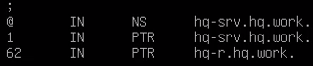 ;
@ IN NS hq-srv.hq.work.
1 IN PTR hq-srv.hq.work.
62 IN PTR hq-r.hq.work.